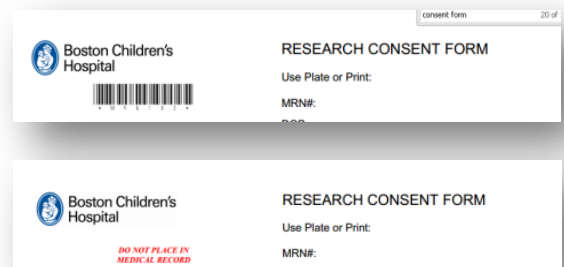 consent form 20 of
Boston Children's
Hospital
RESEARCH CONSENT FORM
Use Plate or Print:
MRN#:
Boston Children's
Hospital
DO NOT PLACE IN
MEDICAL RECORD
RESEARCH CONSENT FORM
Use Plate or Print:
MRN#: